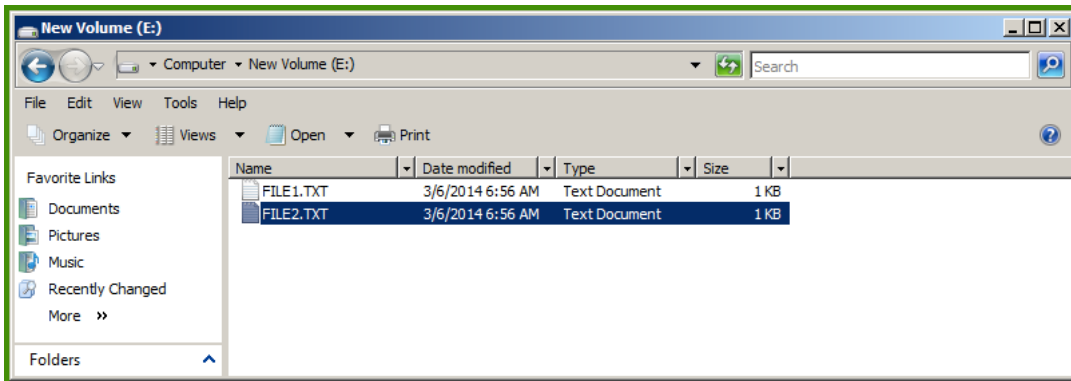 New Volume (E:)
Computer New Volume (E:) Search
File Edit View Tools Help
Organize Views Open Print
Favorite Links
Documents
Pictures
Music
Recently Changed
More »
Folders
Name Date modified Type Size
FILE1.TXT 3/6/2014 6:56 AM Text Document 1 KB
FILE2.TXT 3/6/2014 6:56 AM Text Document 1 KB